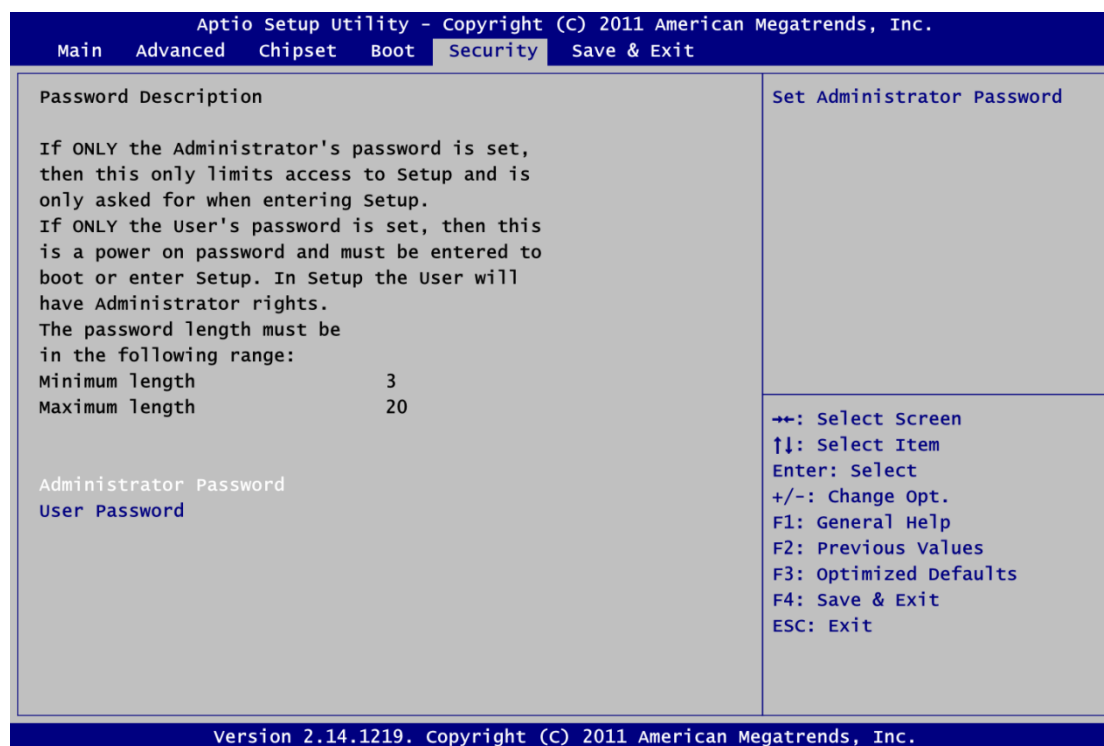 Aptio Setup Utility - Copyright (C) 2011 American Megatrends, Inc.
Main Advanced Chipset Boot Security Save & Exit
Password Description
If ONLY the Administrator's password is set,
then this only limits access to Setup and is
only asked for when entering Setup.
If ONLY the User's password is set, then this
is a power on password and must be entered to
boot or enter Setup. In Setup the User will
have Administrator rights.
The password length must be
in the following range:
Minimum length 3
Maximum length 20
Administrator Password
User Password
Set Administrator Password
→←: Select Screen
↑↓: Select Item
Enter: Select
+/-: Change Opt.
F1: General Help
F2: Previous Values
F3: Optimized Defaults
F4: Save & Exit
ESC: Exit
Version 2.14.1219. Copyright (C) 2011 American Megatrends, Inc.